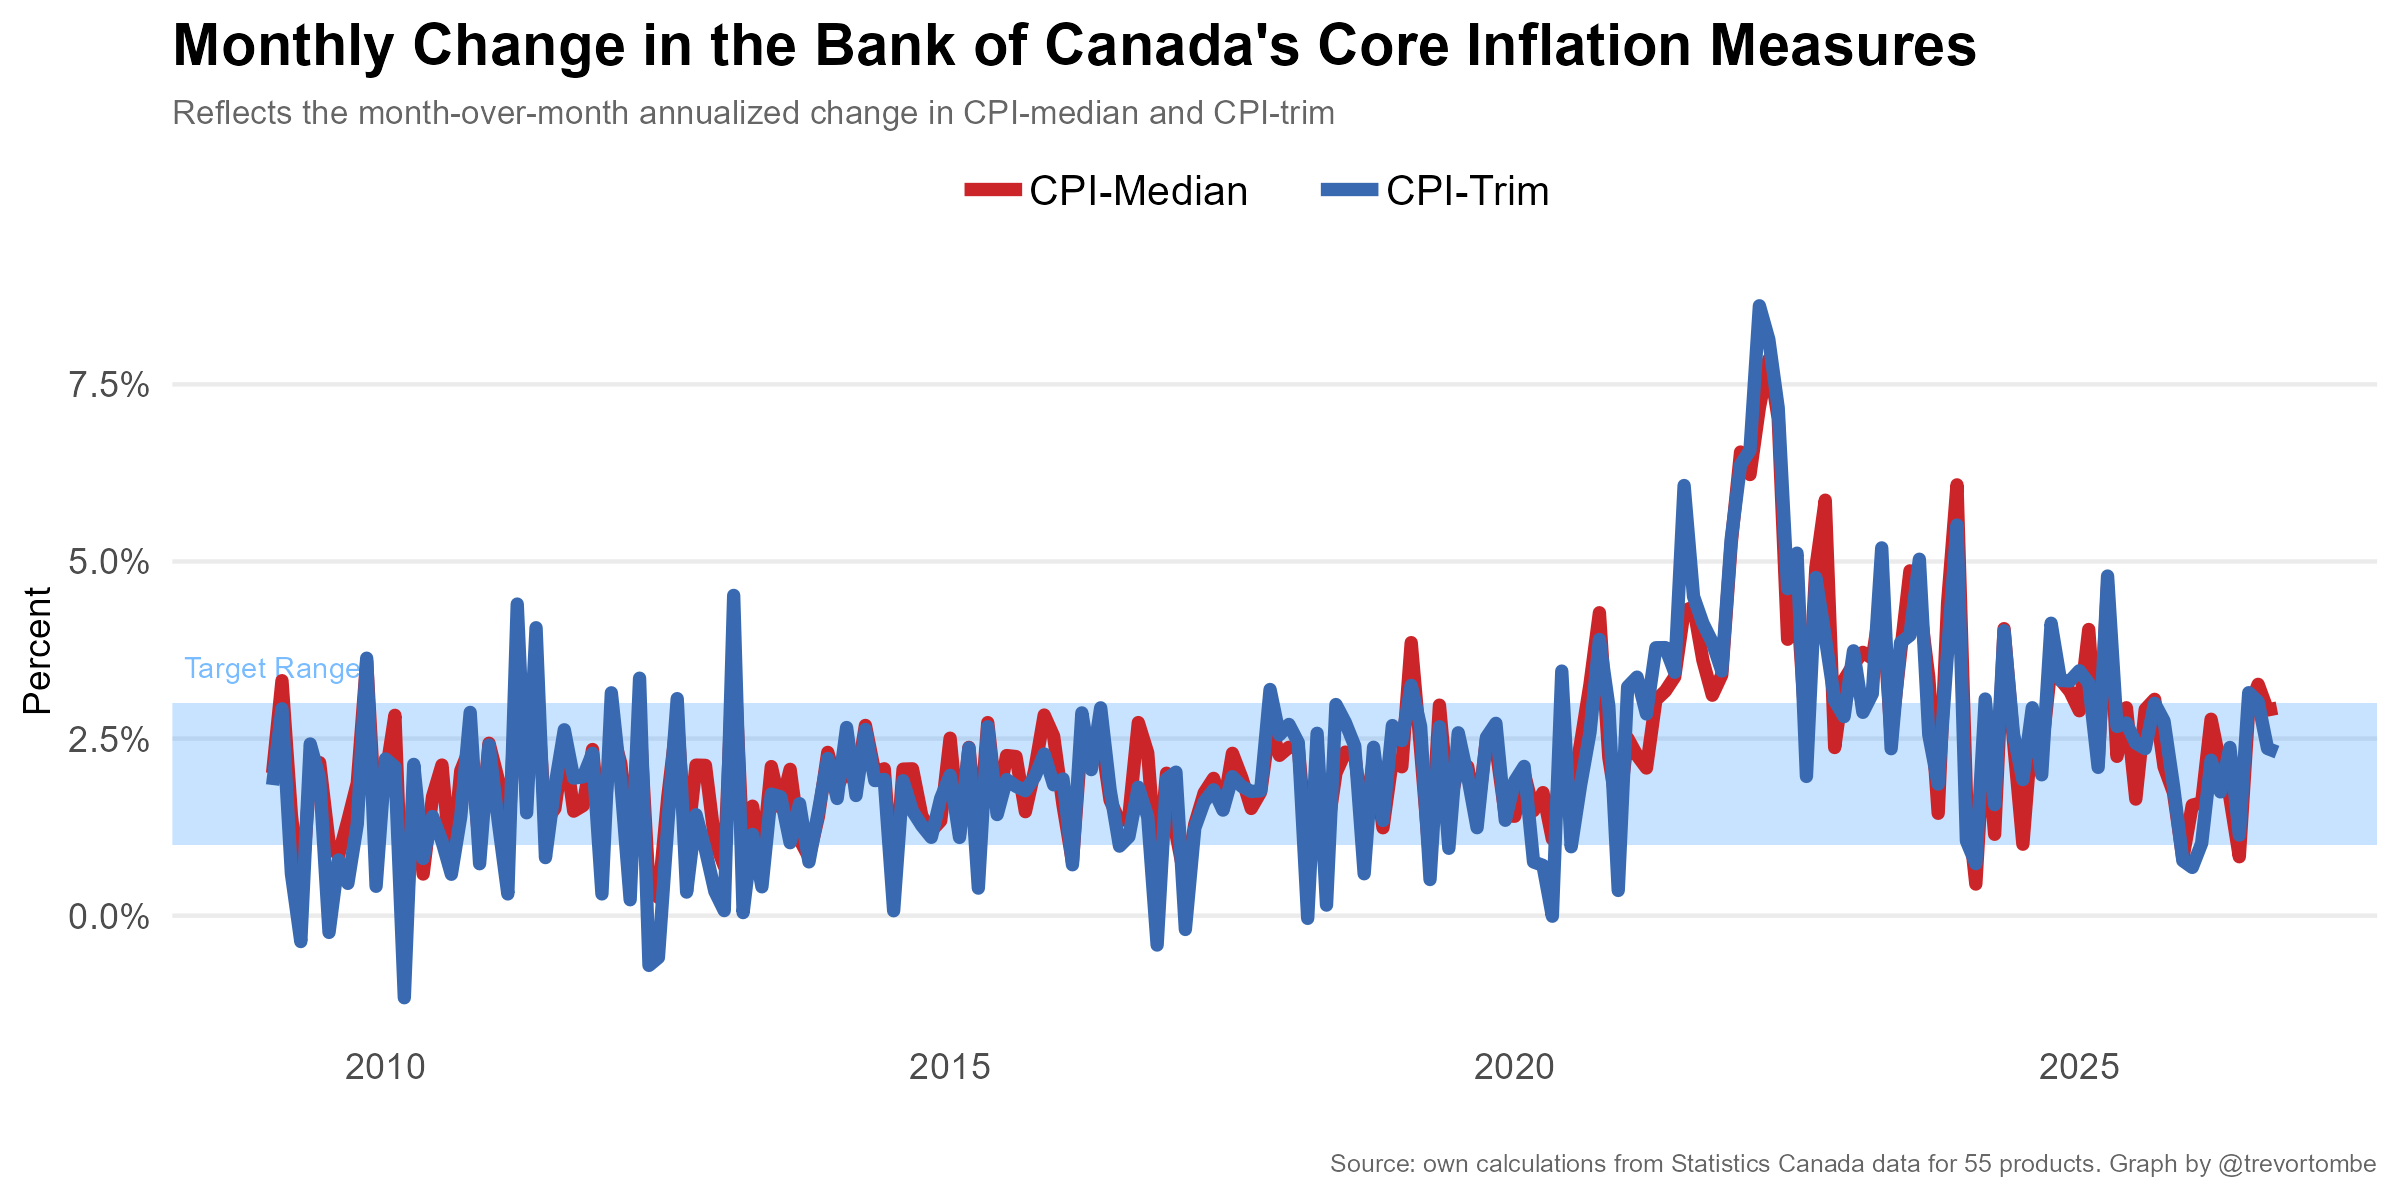 Monthly Change in the Bank of Canada's Core Inflation Measures
Reflects the month-over-month annualized change in CPI-median and CPI-trim
CPI-Median CPI-Trim
7.5%
5.0%
Percent
Target Range
2.5%
0.0%
2010 2015 2020 2025
Source: own calculations from Statistics Canada data for 55 products. Graph by @trevortombe